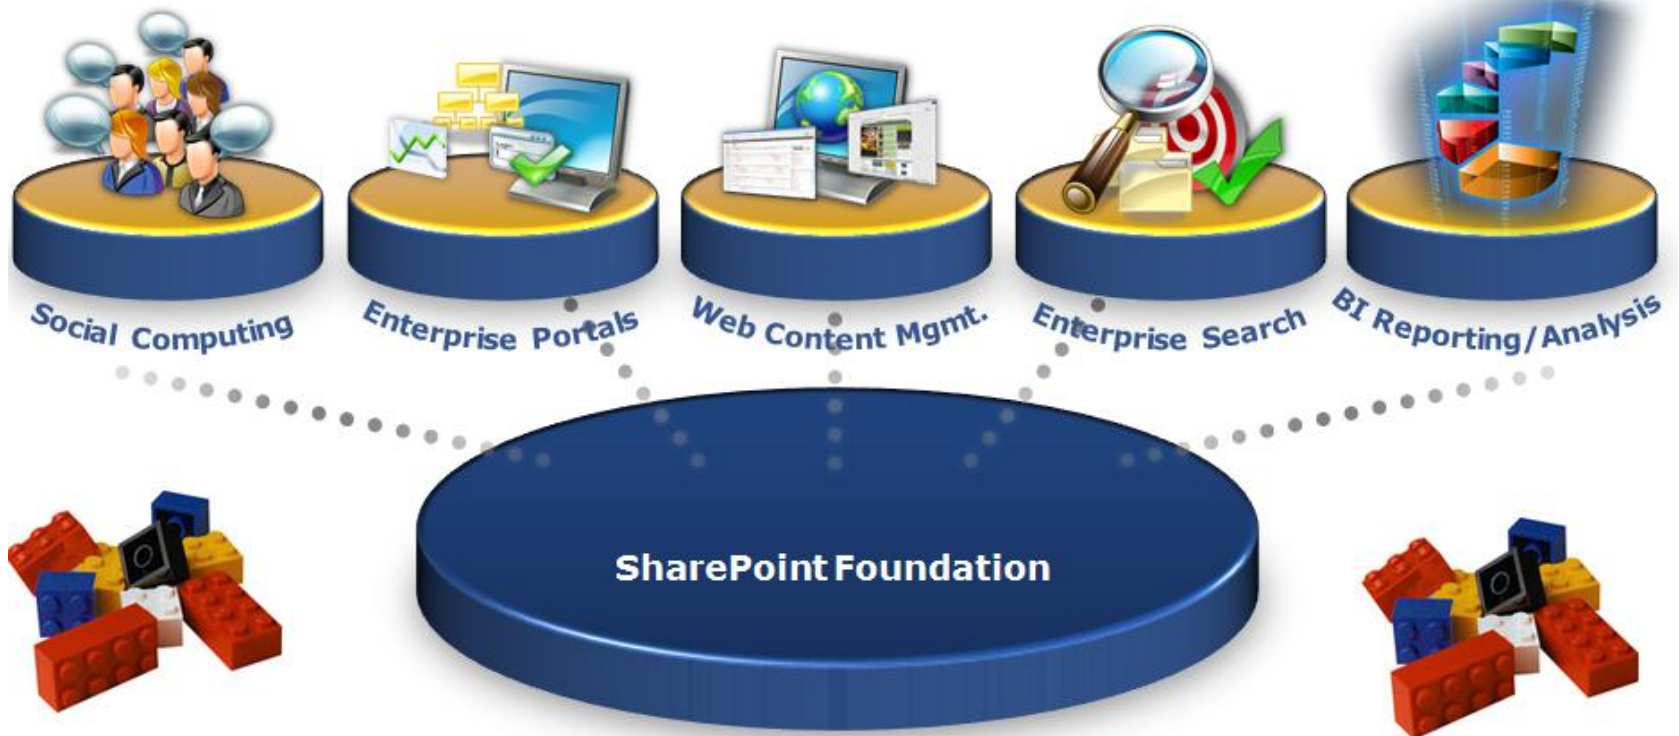 Social Computing
Enterprise Portals
Web Content Mgmt.
Enterprise Search
BI Reporting/Analysis
SharePoint Foundation